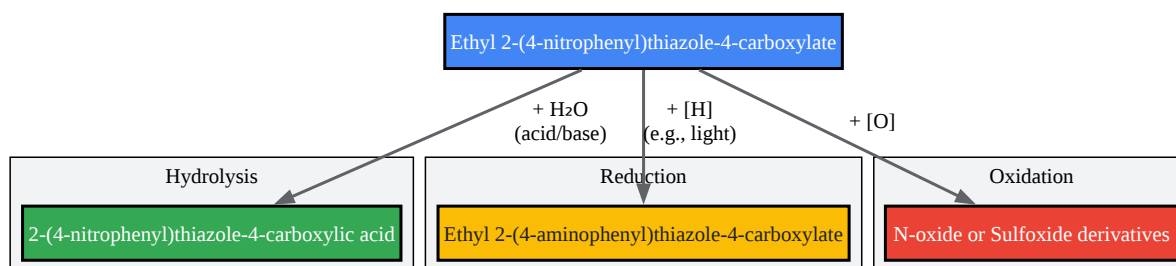 Ethyl 2-(4-nitrophenyl)thiazole-4-carboxylate
+ H₂O
(acid/base)
+ [H]
(e.g., light)
+ [O]
Hydrolysis
Reduction
Oxidation
2-(4-nitrophenyl)thiazole-4-carboxylic acid
Ethyl 2-(4-aminophenyl)thiazole-4-carboxylate
N-oxide or Sulfoxide derivatives